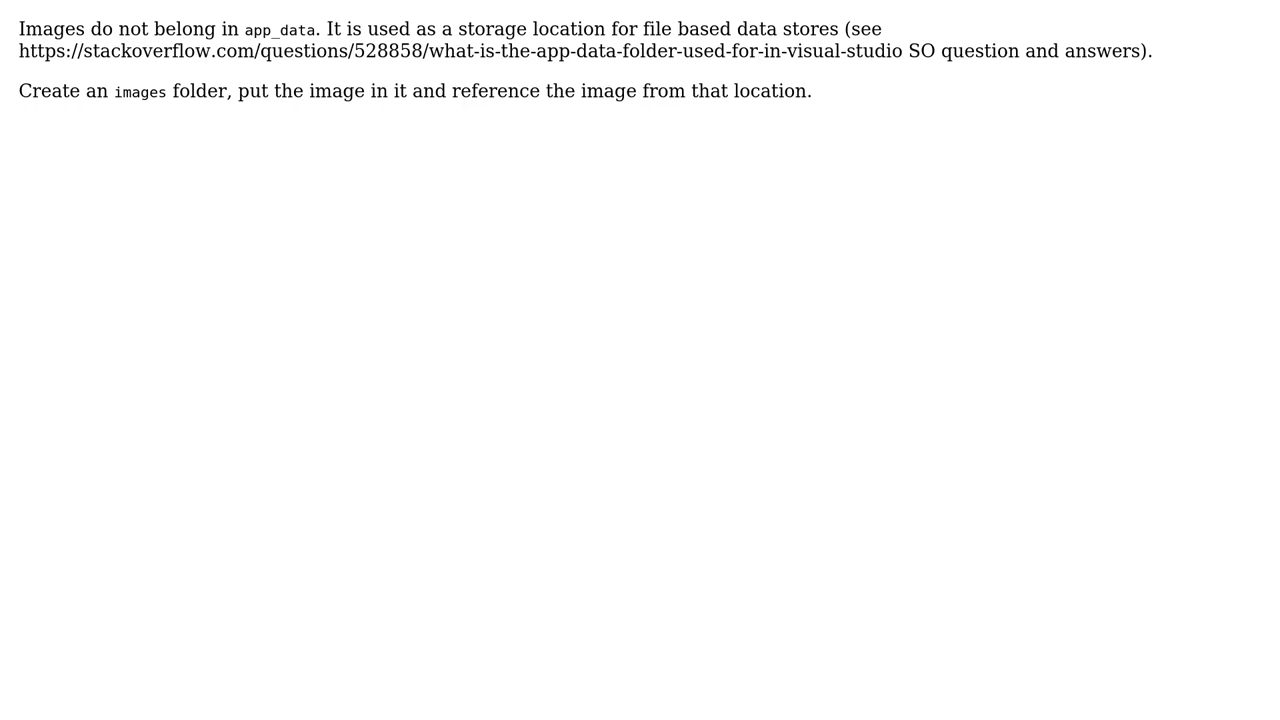 Images do not belong in app_data. It is used as a storage location for file based data stores (see
https://stackoverflow.com/questions/528858/what-is-the-app-data-folder-used-for-in-visual-studio SO question and answers).
Create an images folder, put the image in it and reference the image from that location.